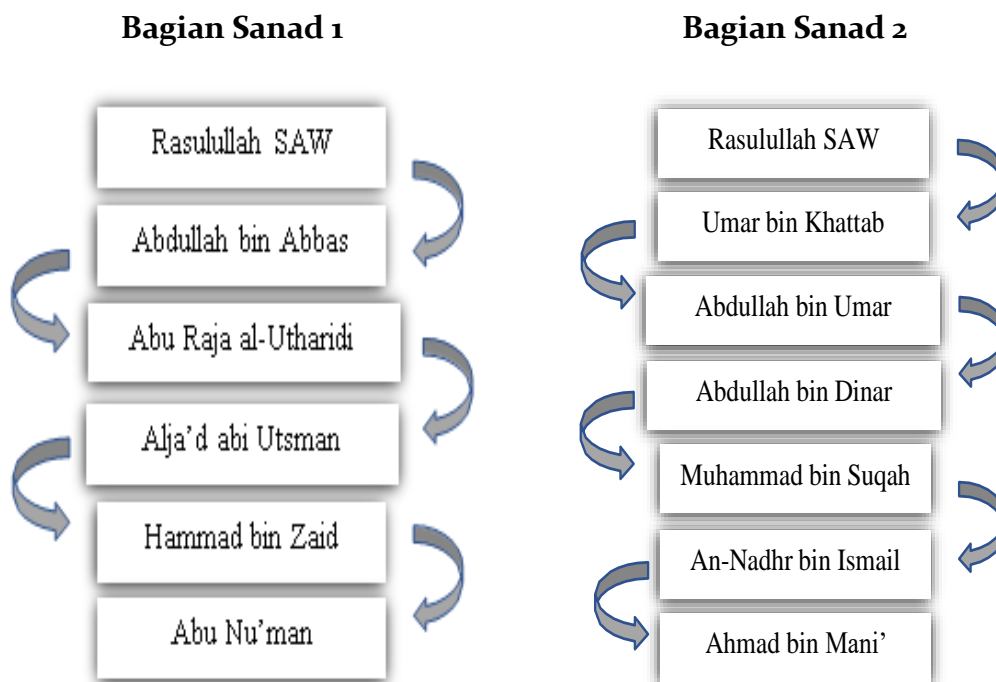 Bagian Sanad 1
Rasulullah SAW
Abdullah bin Abbas
Abu Raja al-Utharidi
Alja’d abi Utsman
Hammad bin Zaid
Abu Nu’man
Bagian Sanad 2
Rasulullah SAW
Umar bin Khattab
Abdullah bin Umar
Abdullah bin Dinar
Muhammad bin Suqah
An-Nadhr bin Ismail
Ahmad bin Mani’